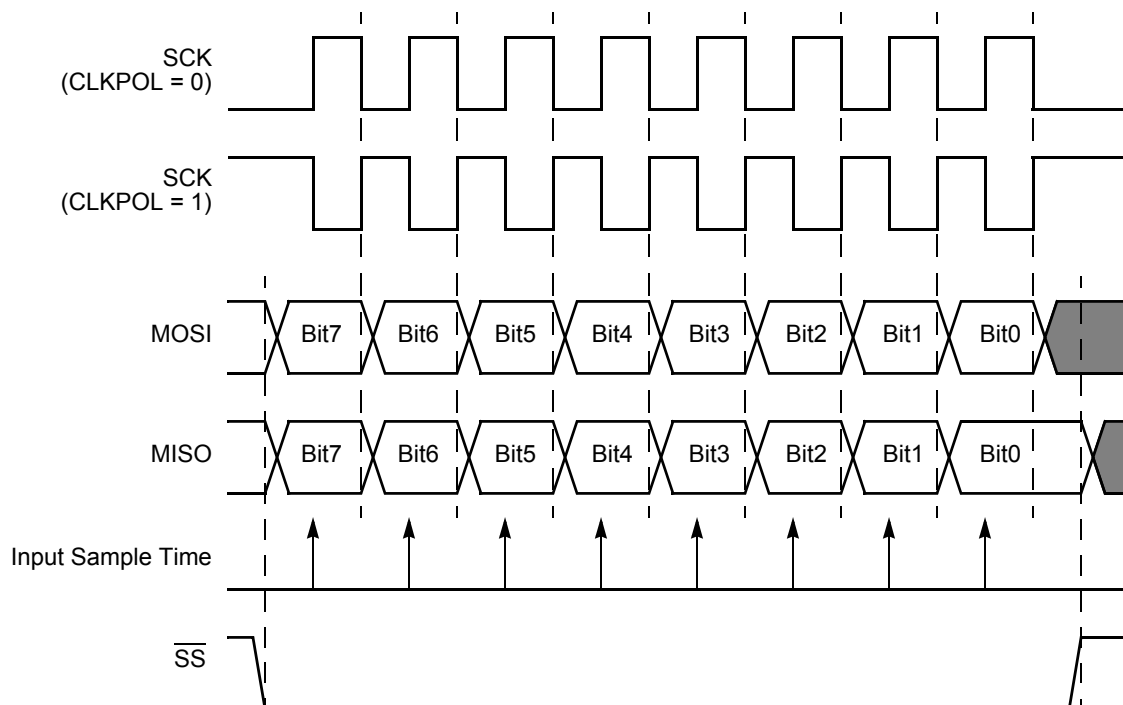 SCK
(CLKPOL = 0)
SCK
(CLKPOL = 1)
MOSI
Bit7 Bit6 Bit5 Bit4 Bit3 Bit2 Bit1 Bit0
MISO
Bit7 Bit6 Bit5 Bit4 Bit3 Bit2 Bit1 Bit0
Input Sample Time
S̅S̅